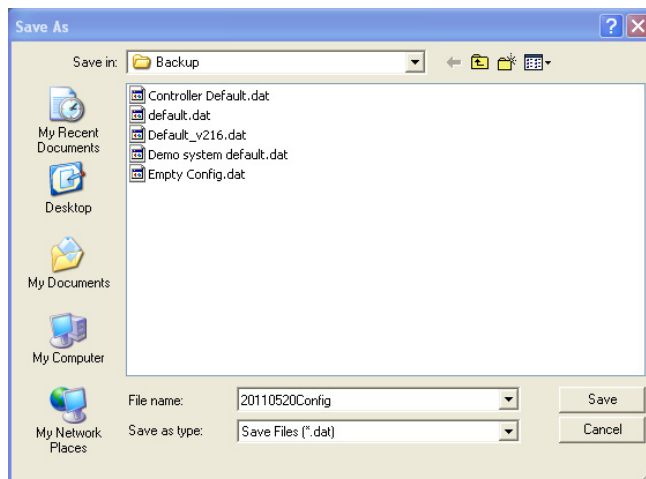 Save As
Save in:
Backup
Controller Default.dat
default.dat
Default_v216.dat
Demo system default.dat
Empty Config.dat
My Recent
Documents
Desktop
My Documents
My Computer
My Network
Places
File name:
20110520Config
Save
Save as type:
Save Files (*.dat)
Cancel